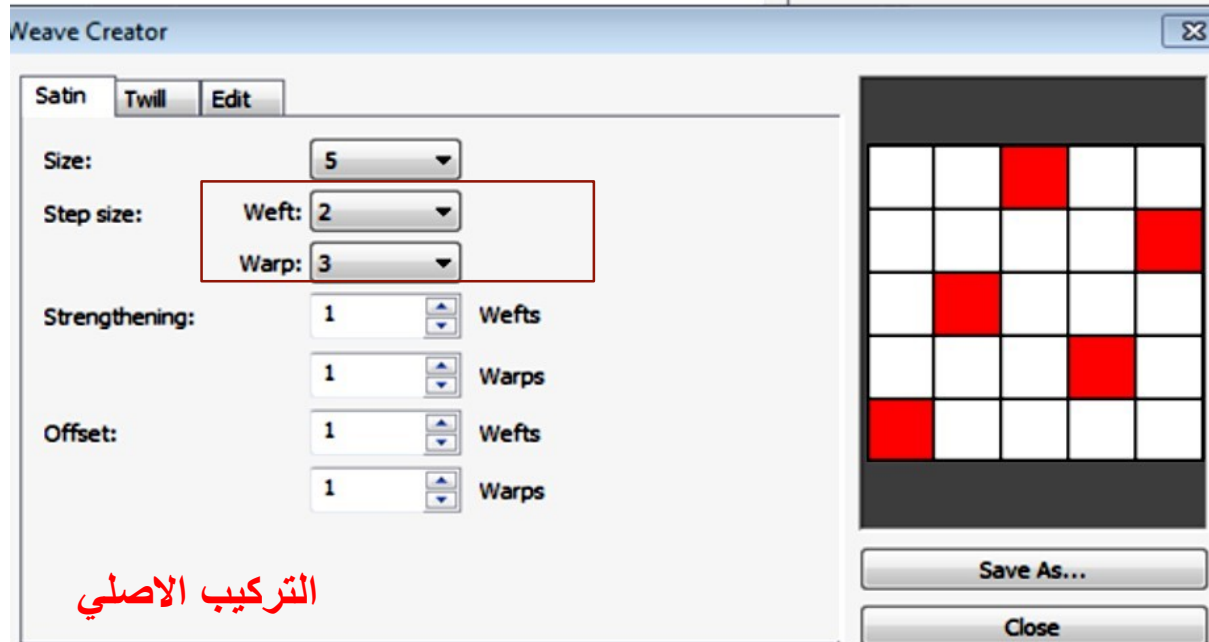 Weave Creator
Satin Twill Edit
Size: 5
Step size: Weft: 2
Warp: 3
Strengthening: 1 Wefts
1 Warps
Offset: 1 Wefts
1 Warps
التركيب الاصلي
Save As...
Close